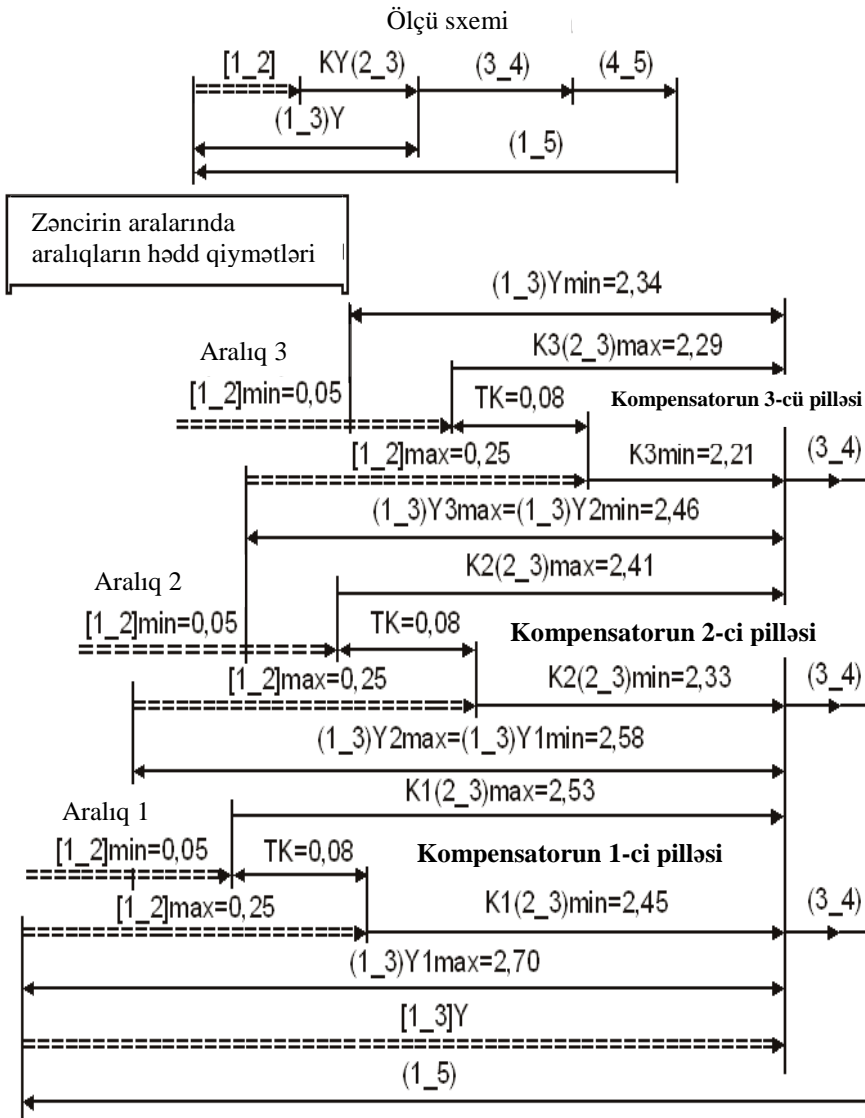 Ölçü sxemi
[1_2] KY(2_3) (3_4) (4_5)
(1_3)Y
(1_5)
Zəncirin aralarında
aralıqların hədd qiymətləri
(1_3)Ymin=2,34
Aralıq 3
K3(2_3)max=2,29
[1_2]min=0,05
TK=0,08
Kompensatorun 3-cü pilləsi
[1_2]max=0,25
K3min=2,21
(3_4)
(1_3)Y3max=(1_3)Y2min=2,46
K2(2_3)max=2,41
Aralıq 2
[1_2]min=0,05
TK=0,08
Kompensatorun 2-ci pilləsi
[1_2]max=0,25
K2(2_3)min=2,33
(3_4)
(1_3)Y2max=(1_3)Y1min=2,58
K1(2_3)max=2,53
Aralıq 1
[1_2]min=0,05
TK=0,08
Kompensatorun 1-ci pilləsi
[1_2]max=0,25
K1(2_3)min=2,45
(3_4)
(1_3)Y1max=2,70
[1_3]Y
(1_5)